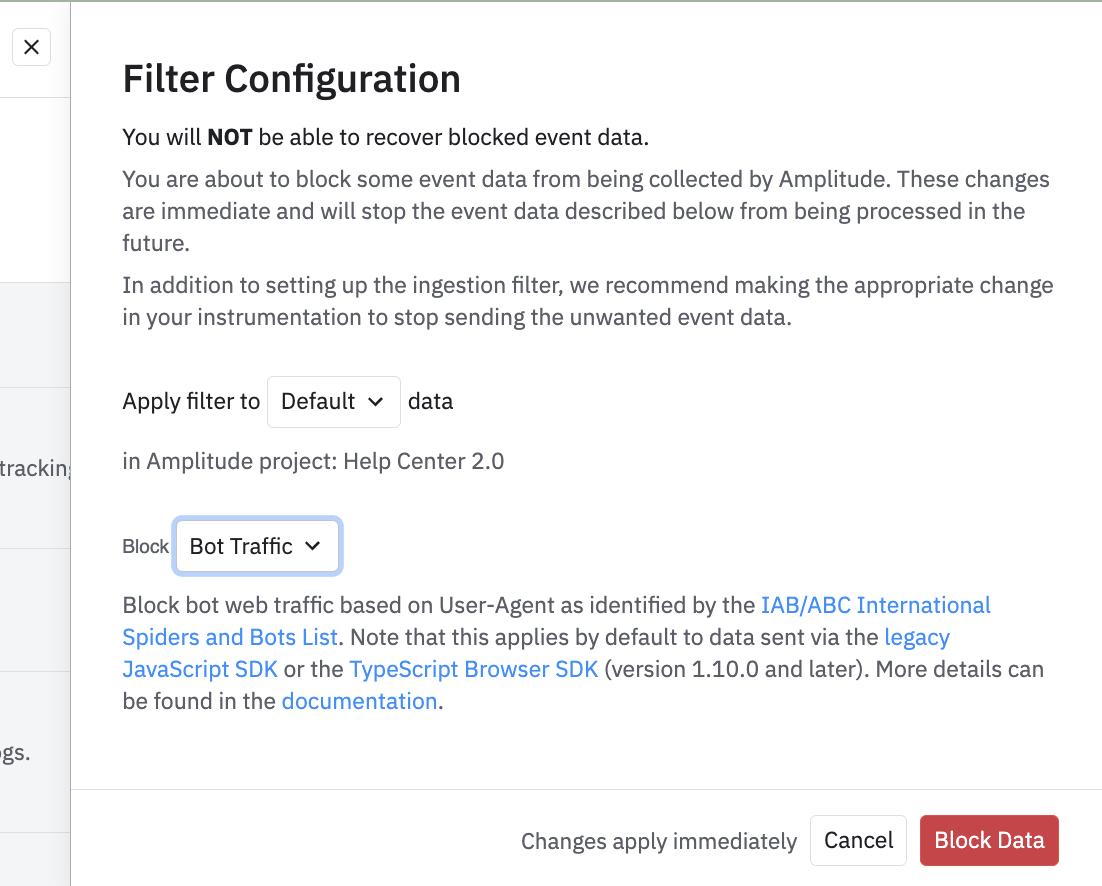 Filter Configuration
You will NOT be able to recover blocked event data.
You are about to block some event data from being collected by Amplitude. These changes
are immediate and will stop the event data described below from being processed in the
future.
In addition to setting up the ingestion filter, we recommend making the appropriate change
in your instrumentation to stop sending the unwanted event data.
Apply filter to Default data
in Amplitude project: Help Center 2.0
tracking
Block Bot Traffic
Block bot web traffic based on User-Agent as identified by the IAB/ABC International
Spiders and Bots List. Note that this applies by default to data sent via the legacy
JavaScript SDK or the TypeScript Browser SDK (version 1.10.0 and later). More details can
be found in the documentation.
gs.
Changes apply immediately Cancel Block Data